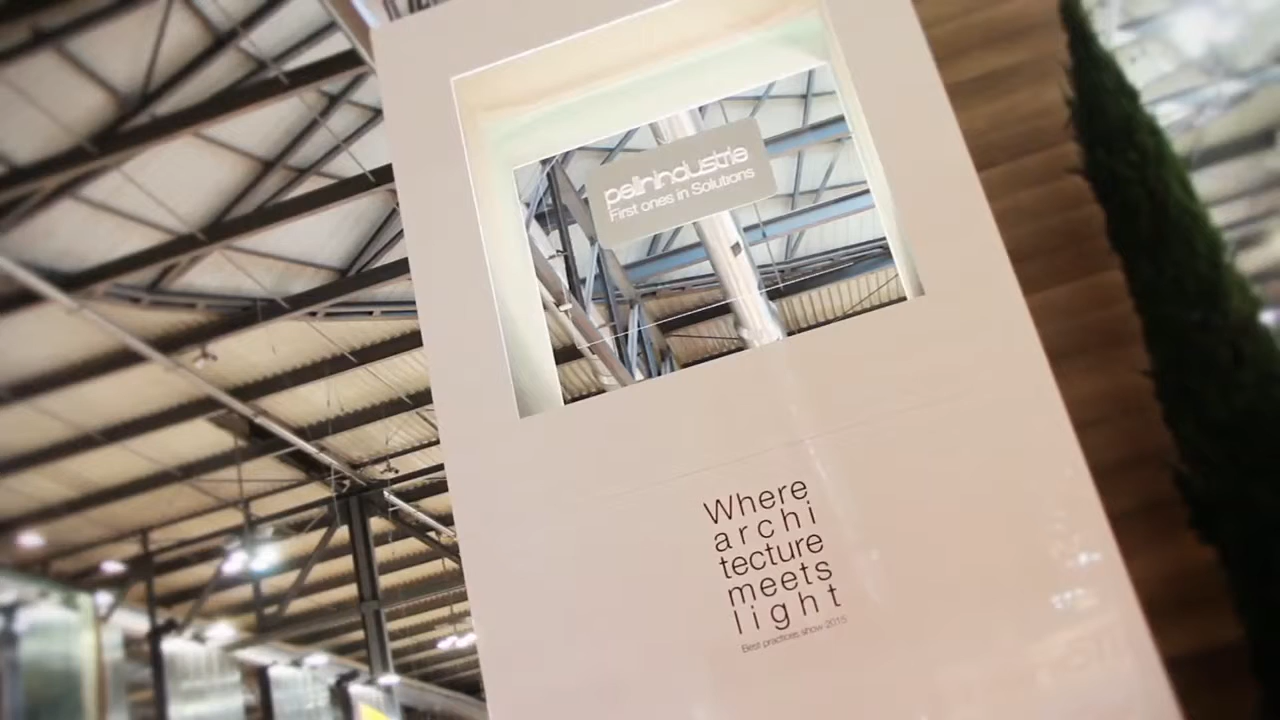 pellinindustrie
First ones in Solutions
Where
archi
tecture
meets
light
Best practices show 2015